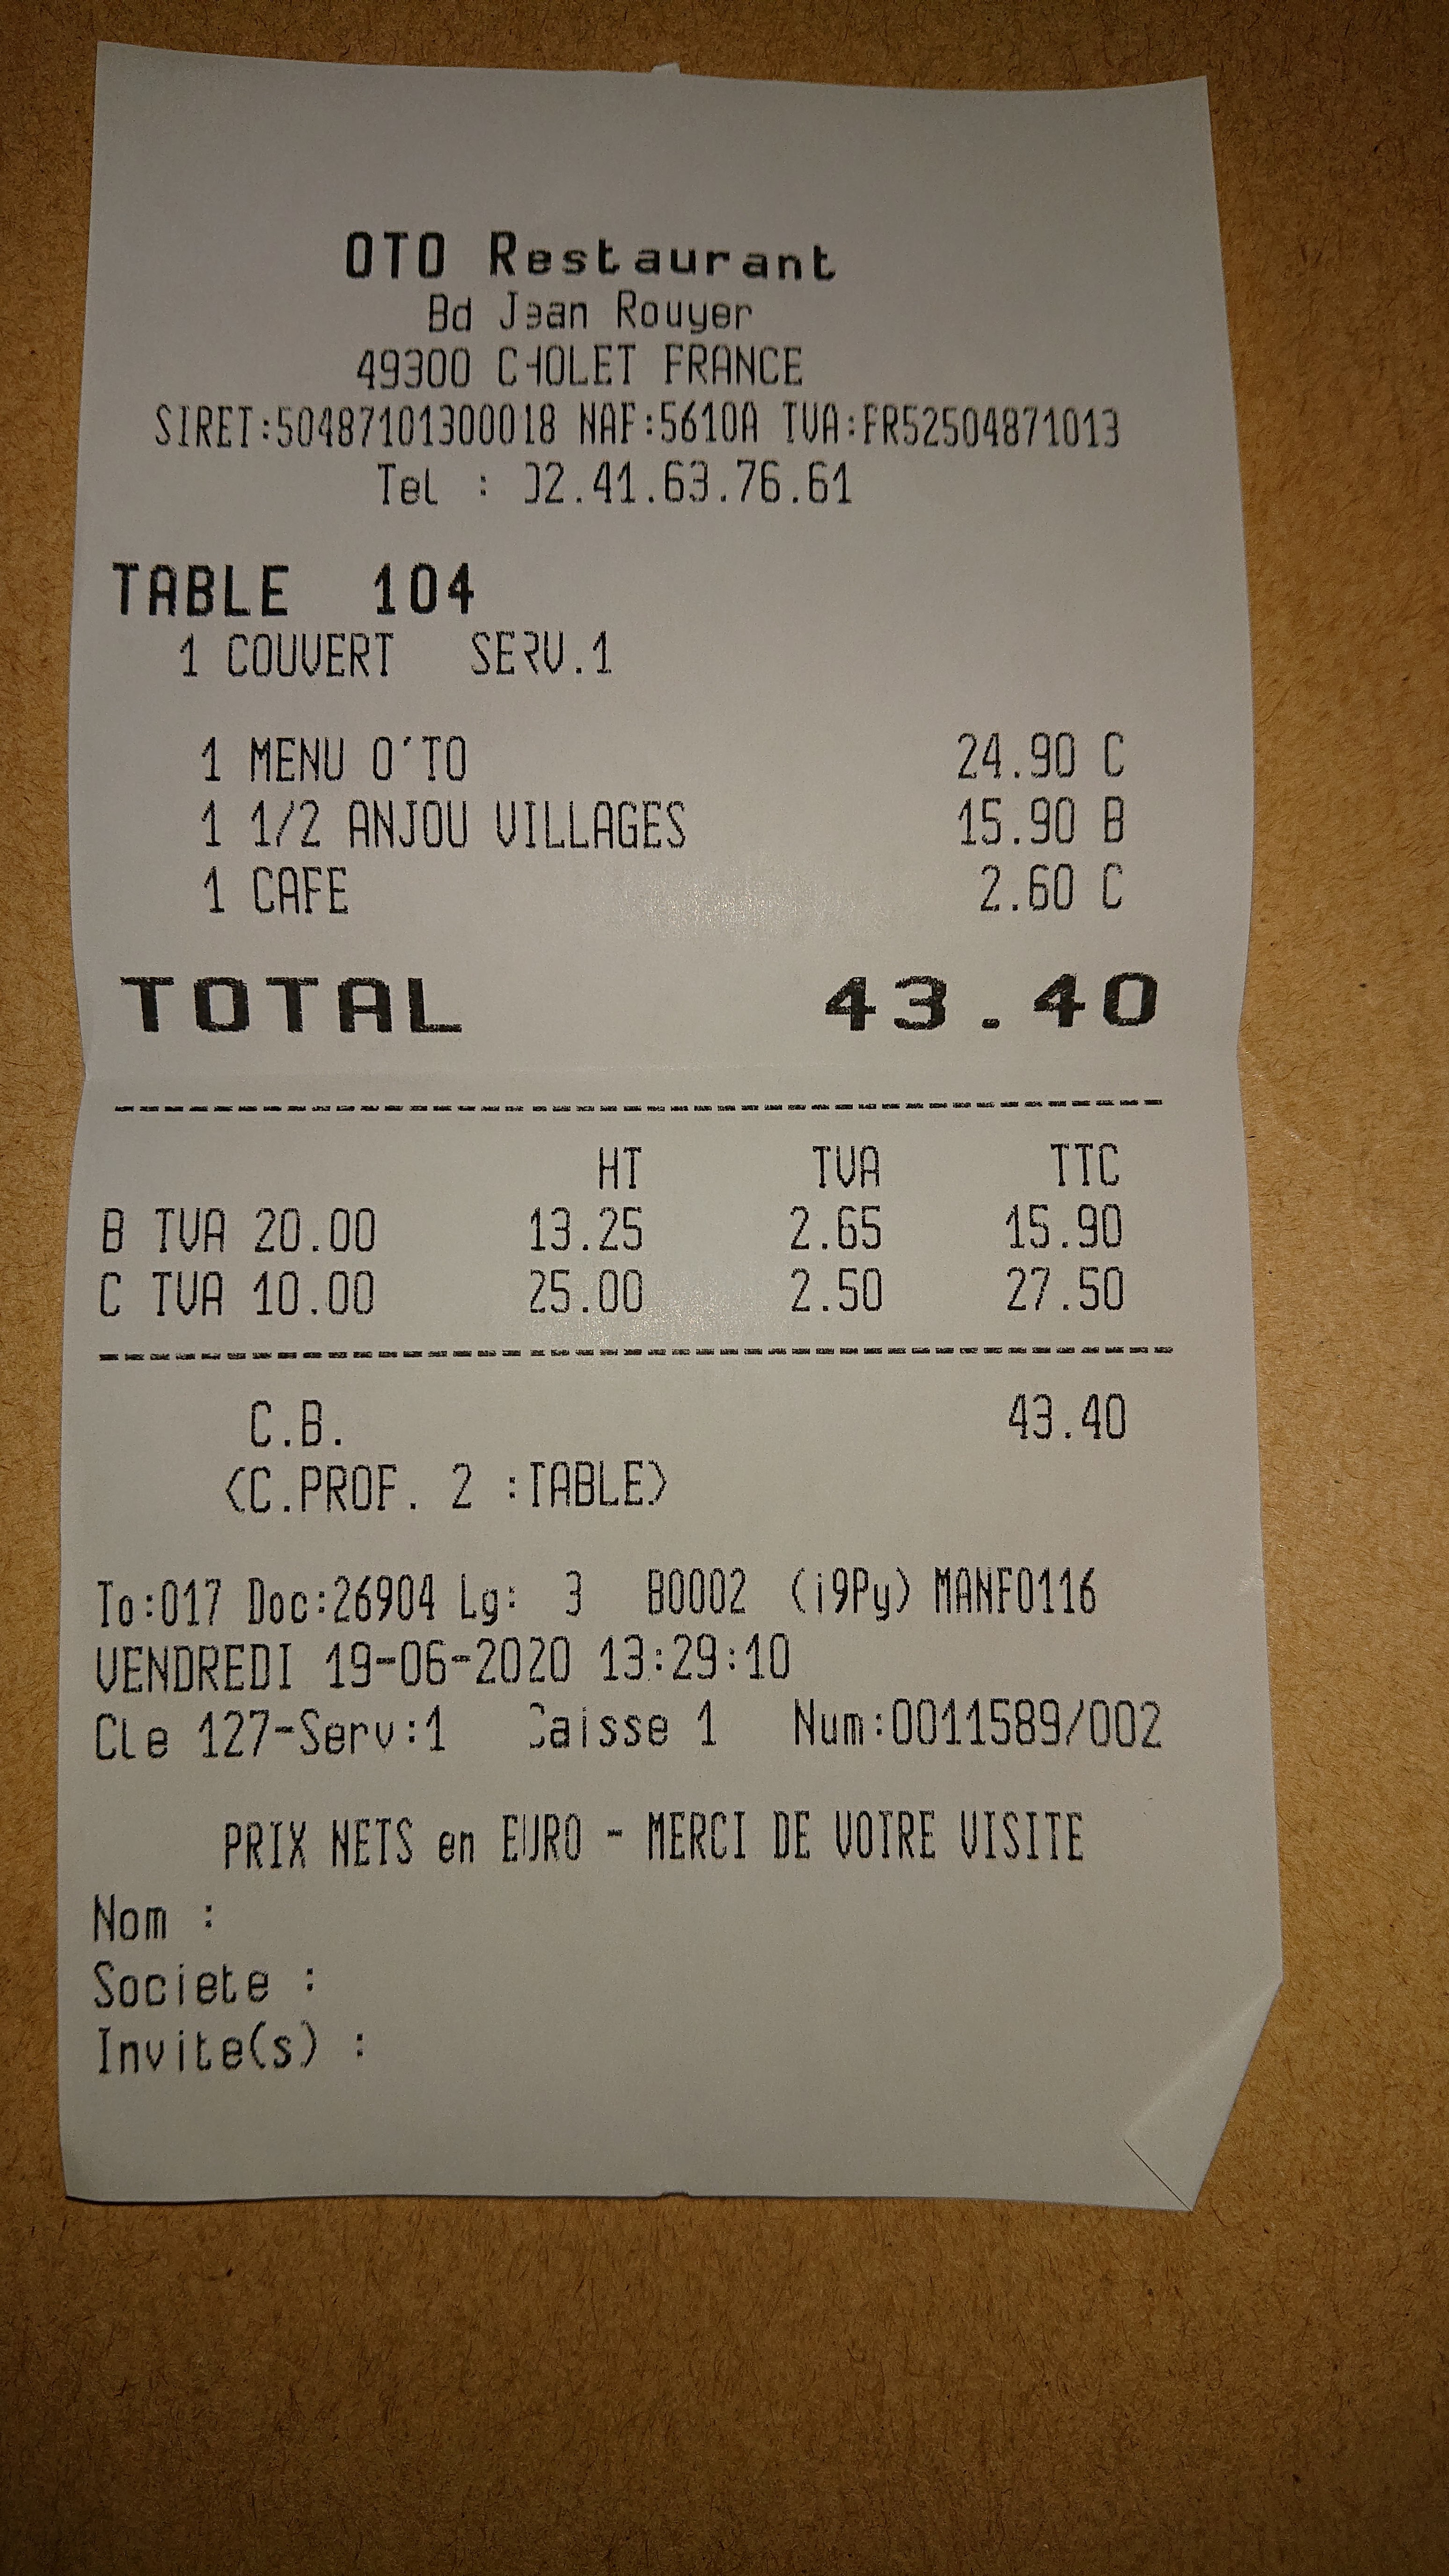 OTO Restaurant
Bd Jean Rouyer
49300 CHOLET FRANCE
SIRET:50487101300018 NAF:5610A TVA:FR52504871013
Tel : 02.41.63.76.61
TABLE 104
1 COUVERT SERV.1
1 MENU O'TO 24.90 C
1 1/2 ANJOU VILLAGES 15.90 B
1 CAFE 2.60 C
TOTAL 43.40
HT TVA TTC
B TVA 20.00 13.25 2.65 15.90
C TVA 10.00 25.00 2.50 27.50
C.B. 43.40
(C.PROF. 2 :TABLE)
To:017 Doc:26904 Lg: 3 B0002 (i9Py) MANF0116
VENDREDI 19-06-2020 13:29:10
Cle 127-Serv:1 Caisse 1 Num:0011589/002
PRIX NETS en EURO - MERCI DE VOTRE VISITE
Nom :
Societe :
Invite(s) :